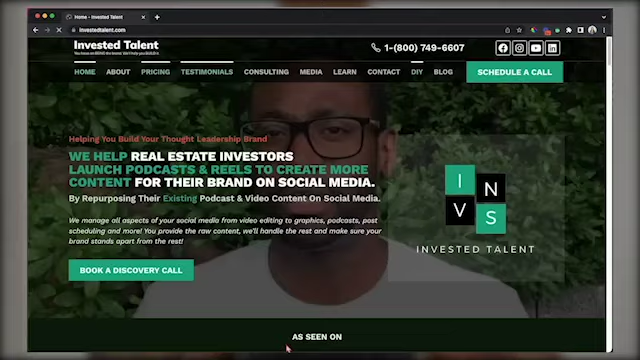 Home - Invested Talent
investedtalent.com
Invested Talent
1-(800) 749-6607
HOME ABOUT PRICING TESTIMONIALS CONSULTING MEDIA LEARN CONTACT DIY BLOG
SCHEDULE A CALL
Helping You Build Your Thought Leadership Brand
WE HELP REAL ESTATE INVESTORS
LAUNCH PODCASTS & REELS TO CREATE MORE
CONTENT FOR THEIR BRAND ON SOCIAL MEDIA.
By Repurposing Their Existing Podcast & Video Content On Social Media.
We manage all aspects of your social media from video editing to graphics, podcasts, post
scheduling and more! You provide the raw content, we'll handle the rest and make sure your
brand stands apart from the rest!
BOOK A DISCOVERY CALL
I N
V S
INVESTED TALENT
AS SEEN ON